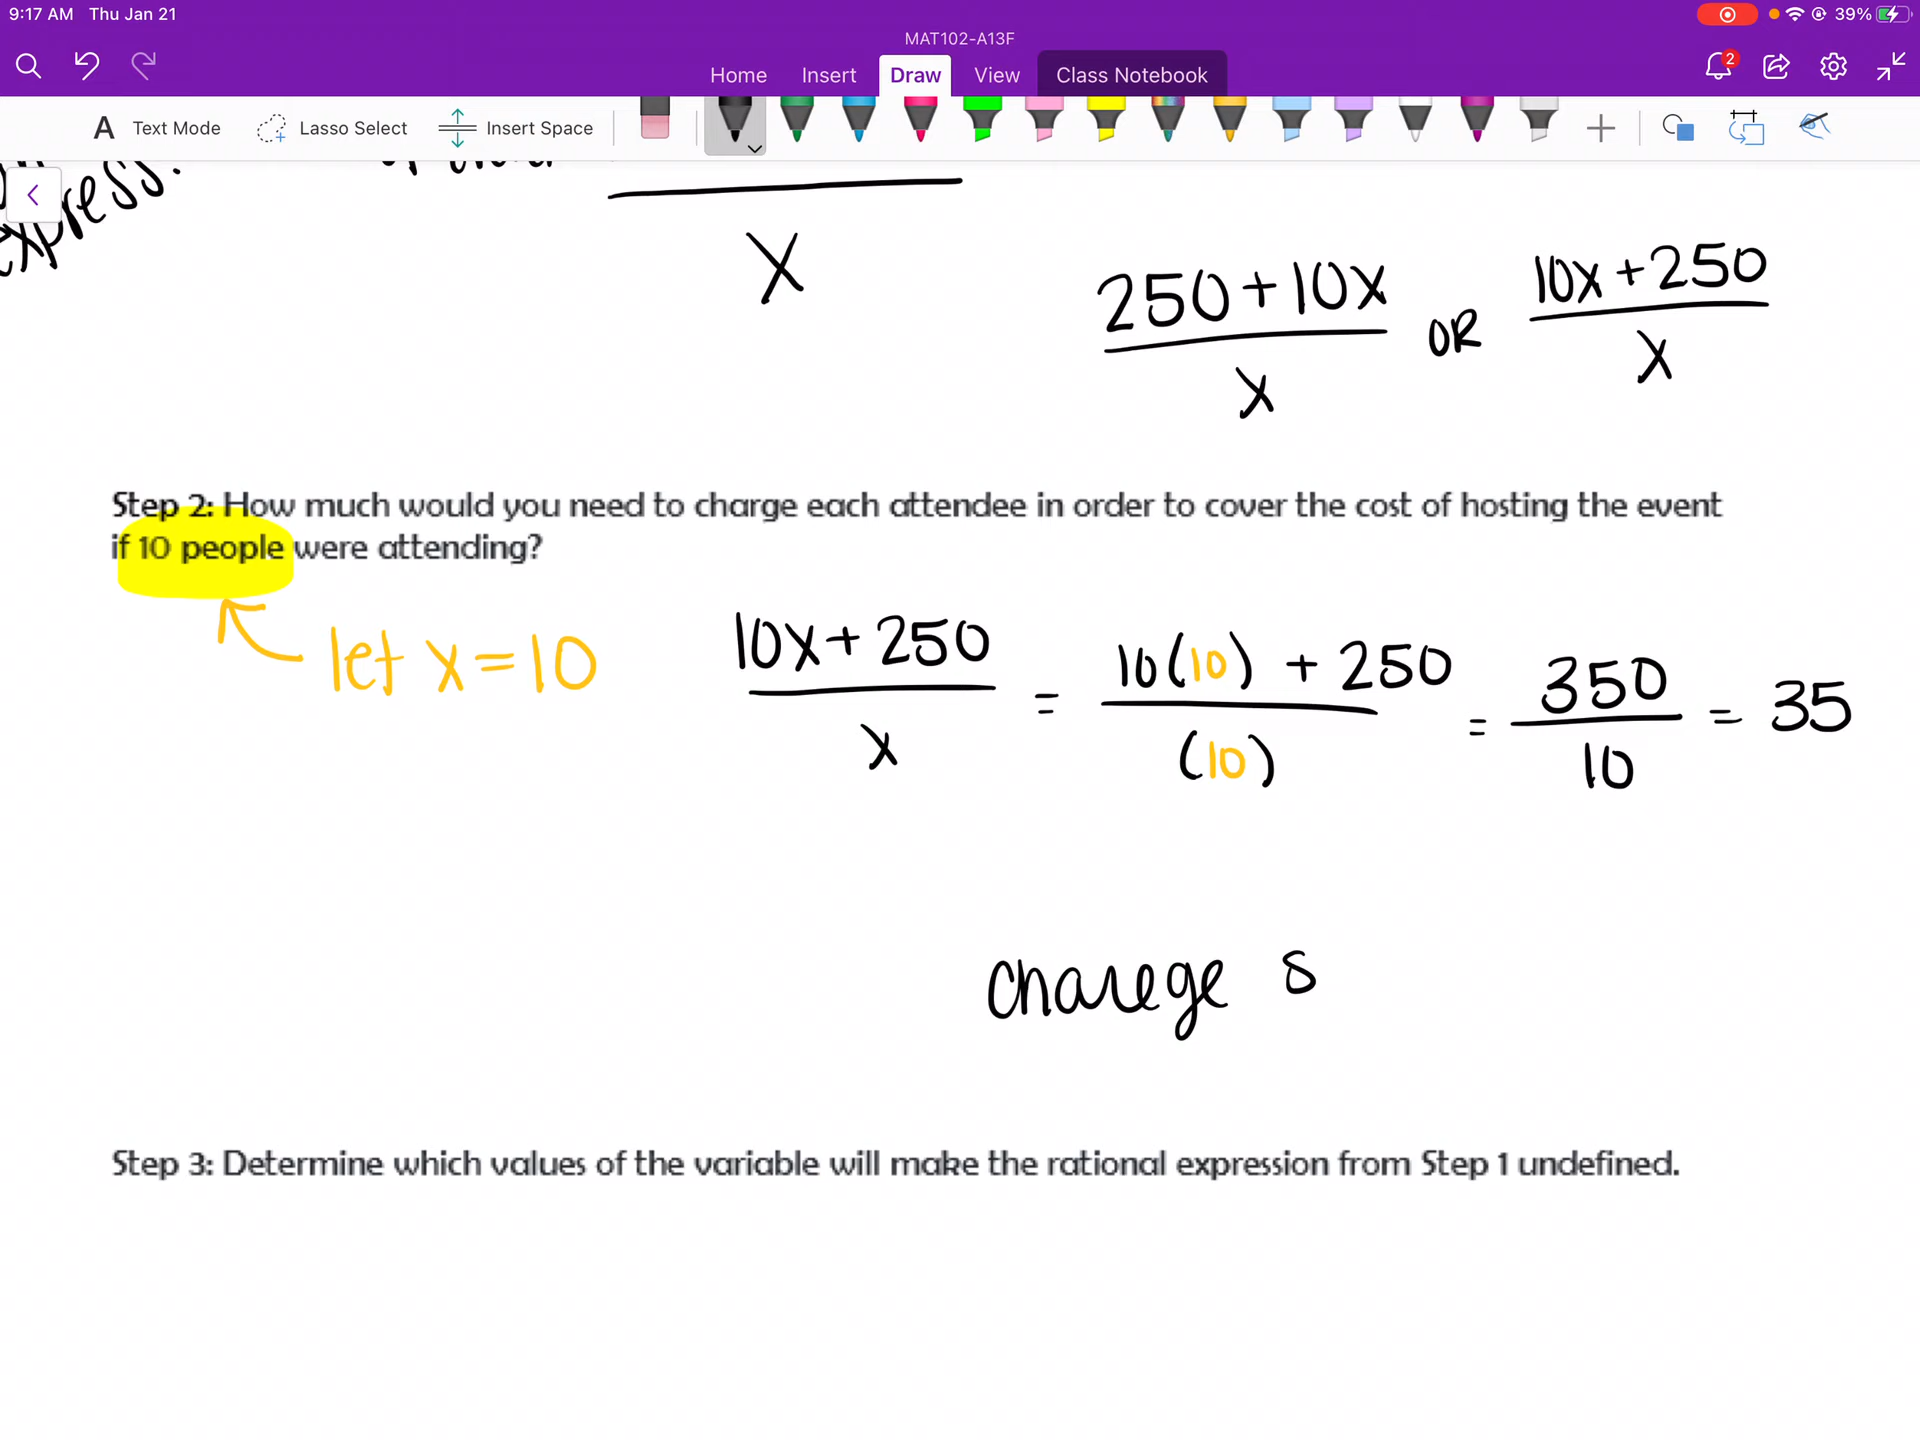 9:17 AM Thu Jan 21
39%
MAT102-A13F
Home Insert Draw View Class Notebook
2
A Text Mode Lasso Select Insert Space
express.
X
250+10x
x
OR
10x+250
x
Step 2: How much would you need to charge each attendee in order to cover the cost of hosting the event
if 10 people were attending?
let x=10
10x+250
x
=
10(10) + 250
(10)
=
350
10
= 35
charege s
Step 3: Determine which values of the variable will make the rational expression from Step 1 undefined.